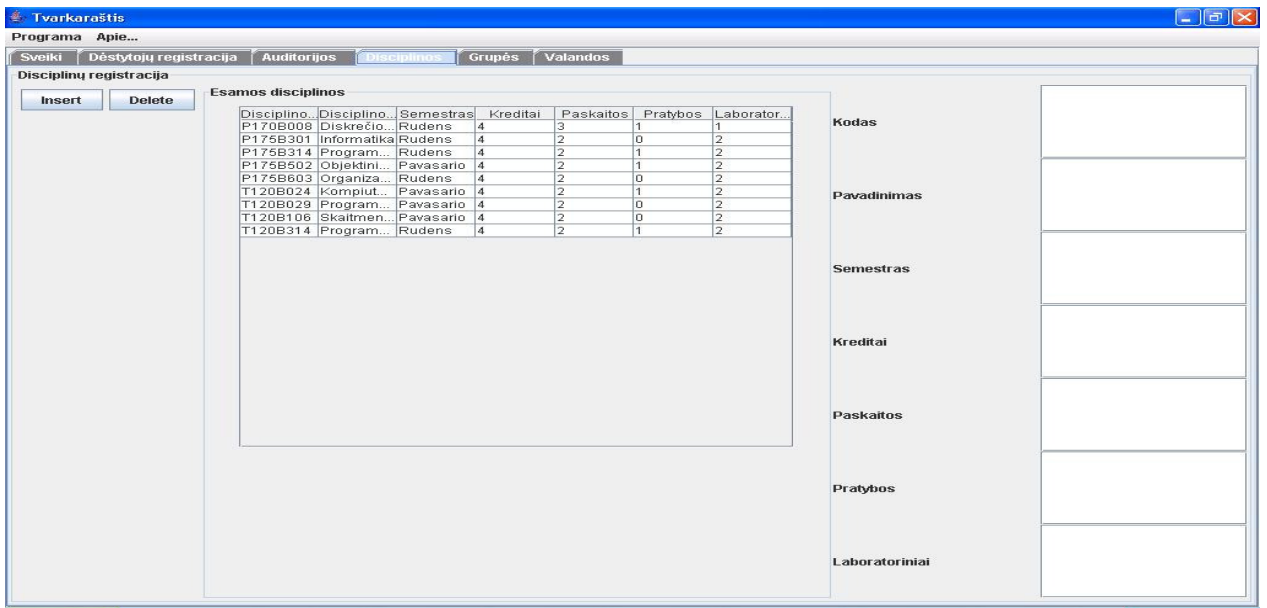 Tvarkaraštis
Programa Apie...
Sveiki Dėstytojų registracija Auditorijos Disciplinos Grupės Valandos
Disciplinų registracija
Insert Delete
Esamos disciplinos
Disciplino... Disciplino... Semestras Kreditai Paskaitos Pratybos Laborator...
P170B008 Diskrečio... Rudens 4 3 1 1
P175B301 Informatika Rudens 4 2 0 2
P175B314 Program... Rudens 4 2 1 2
P175B502 Objektini... Pavasario 4 2 1 2
P175B603 Organiza... Rudens 4 2 0 2
T120B024 Kompiut... Pavasario 4 2 1 2
T120B029 Program... Pavasario 4 2 0 2
T120B106 Skaitmen... Pavasario 4 2 0 2
T120B314 Program... Rudens 4 2 1 2
Kodas
Pavadinimas
Semestras
Kreditai
Paskaitos
Pratybos
Laboratoriniai